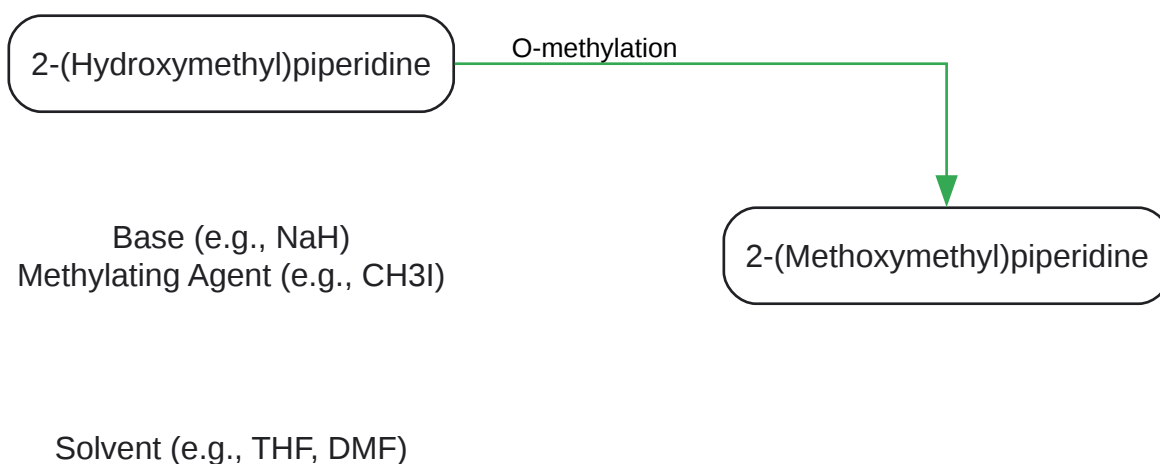 O-methylation
2-(Hydroxymethyl)piperidine
Base (e.g., NaH)
Methylating Agent (e.g., CH3I)
2-(Methoxymethyl)piperidine
Solvent (e.g., THF, DMF)